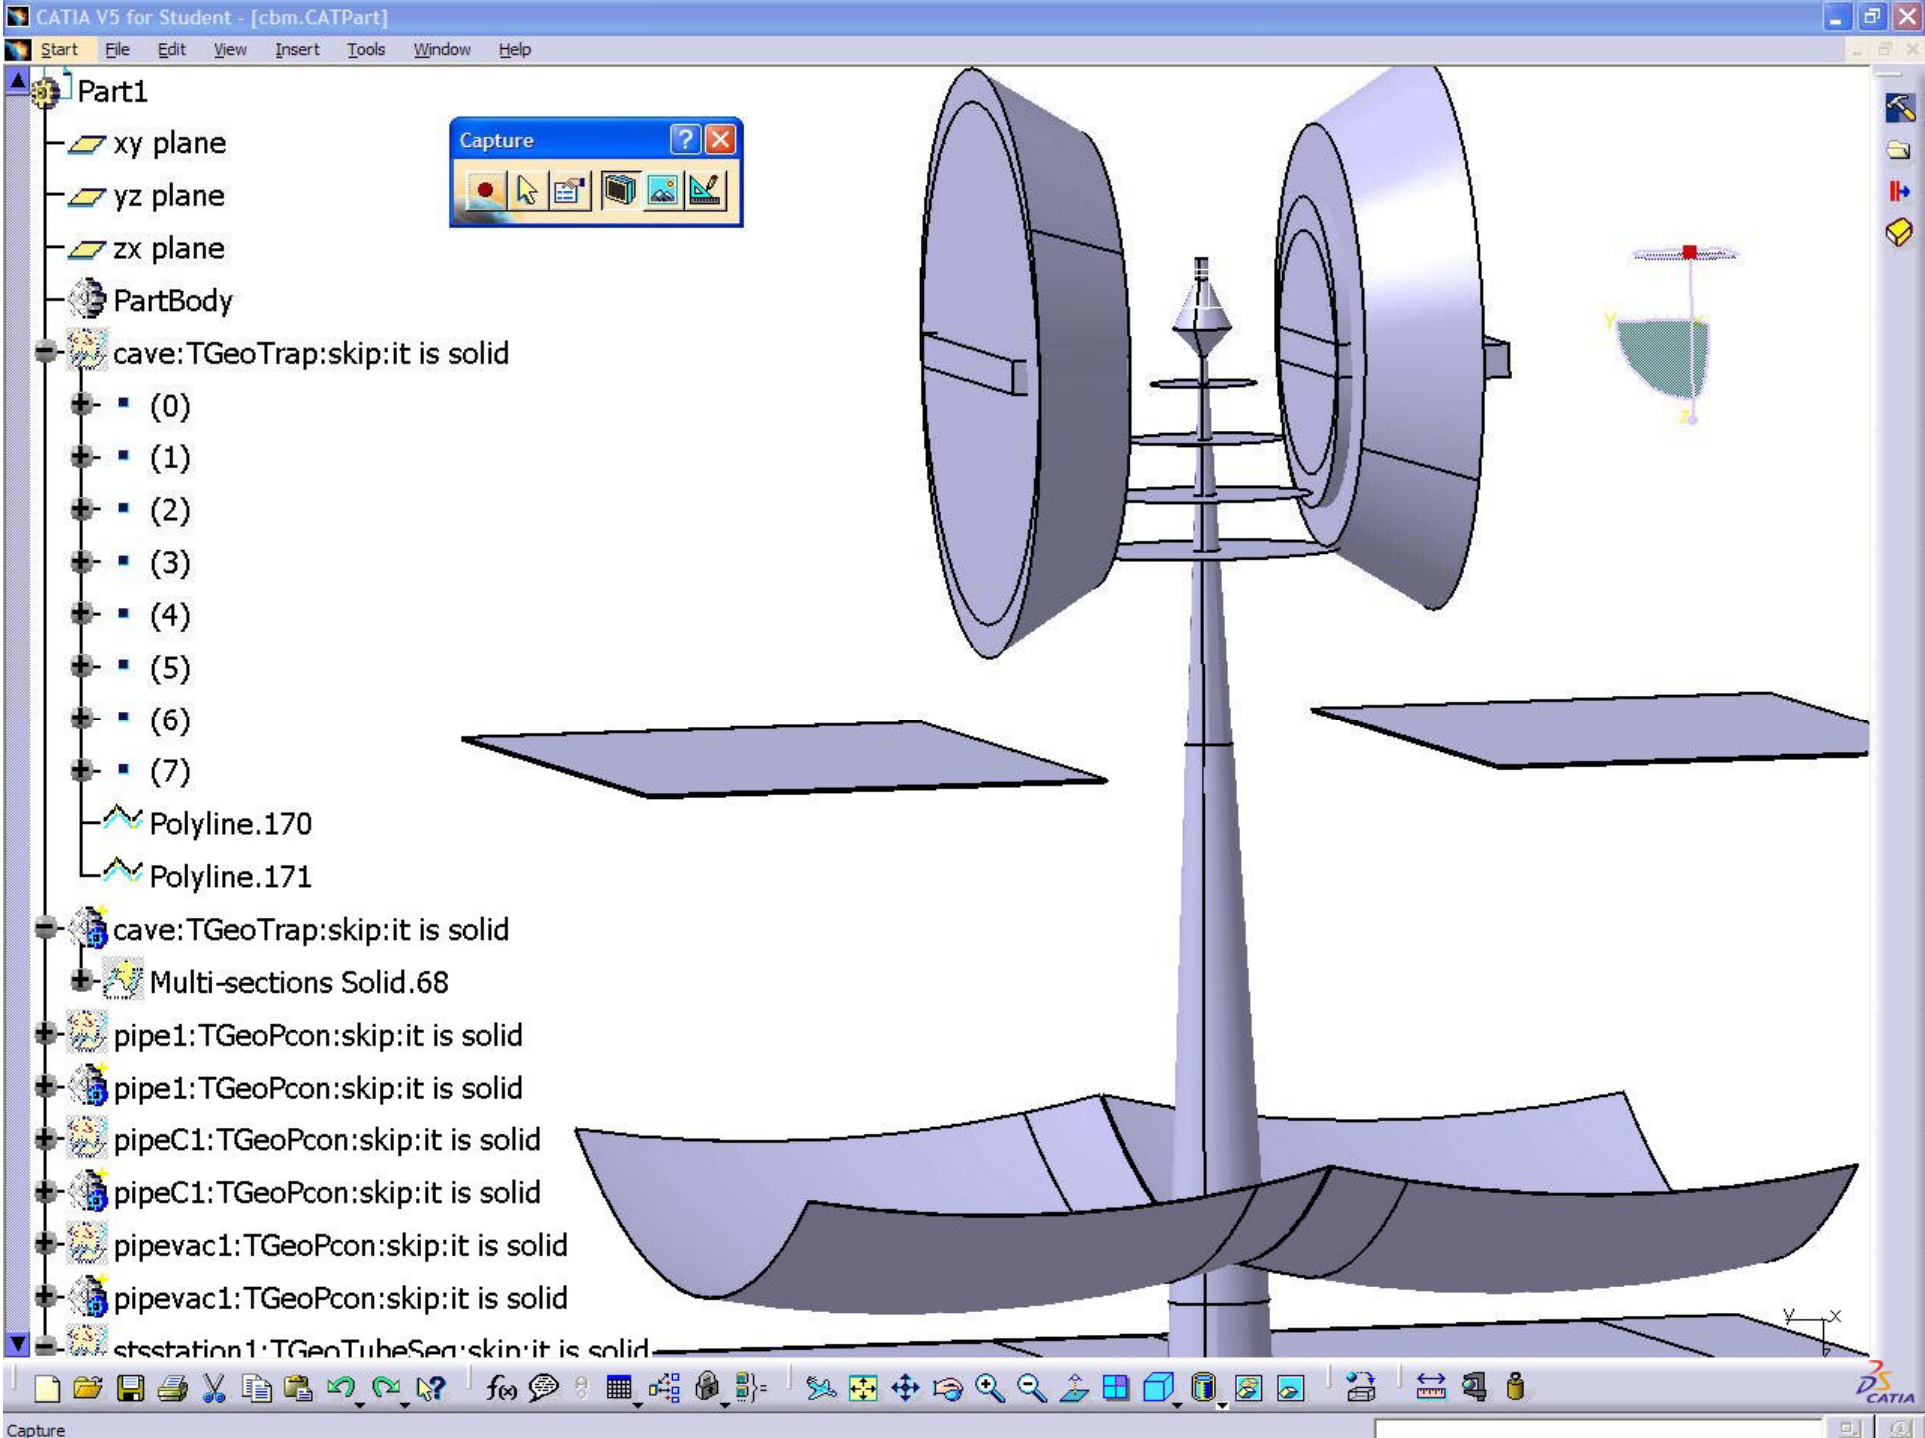 CATIA V5 for Student - [cbm.CATPart]
Start File Edit View Insert Tools Window Help
Part1
xy plane
yz plane
zx plane
PartBody
cave:TGeoTrap:skip:it is solid
(0)
(1)
(2)
(3)
(4)
(5)
(6)
(7)
Polyline.170
Polyline.171
cave:TGeoTrap:skip:it is solid
Multi-sections Solid.68
pipe1:TGeoPcon:skip:it is solid
pipe1:TGeoPcon:skip:it is solid
pipeC1:TGeoPcon:skip:it is solid
pipeC1:TGeoPcon:skip:it is solid
pipevac1:TGeoPcon:skip:it is solid
pipevac1:TGeoPcon:skip:it is solid
stsstation1:TGeoTubeSeg:skip:it is solid
Capture
Y
z
y x
f(x)
CATIA
Capture